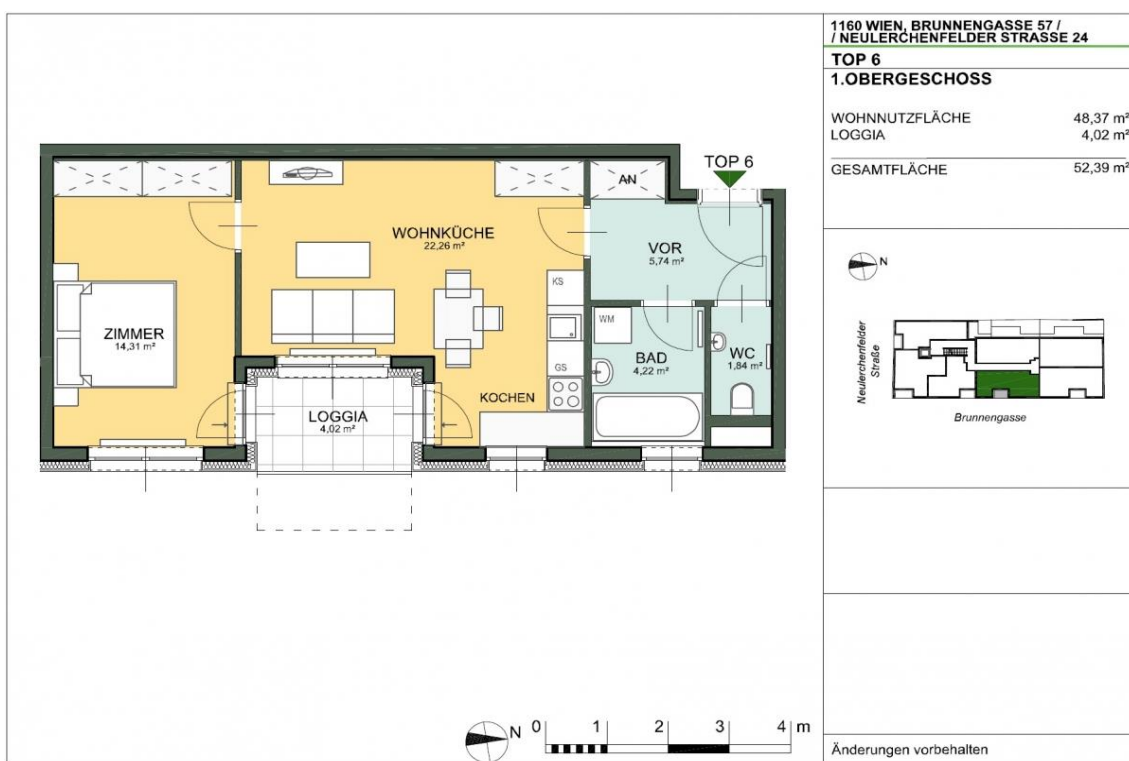 1160 WIEN, BRUNNENGASSE 57 /
/ NEULERCHENFELDER STRASSE 24
TOP 6
1.OBERGESCHOSS
WOHNNUTZFLÄCHE 48,37 m²
LOGGIA 4,02 m²
GESAMTFLÄCHE 52,39 m²
TOP 6
AN
WOHNKÜCHE
22,26 m²
VOR
5,74 m²
KS
ZIMMER
14,31 m²
WM
BAD
4,22 m²
WC
1,84 m²
GS
KOCHEN
LOGGIA
4,02 m²
N
Neulerchenfelder
Straße
Brunnengasse
N
0 1 2 3 4 m
Änderungen vorbehalten